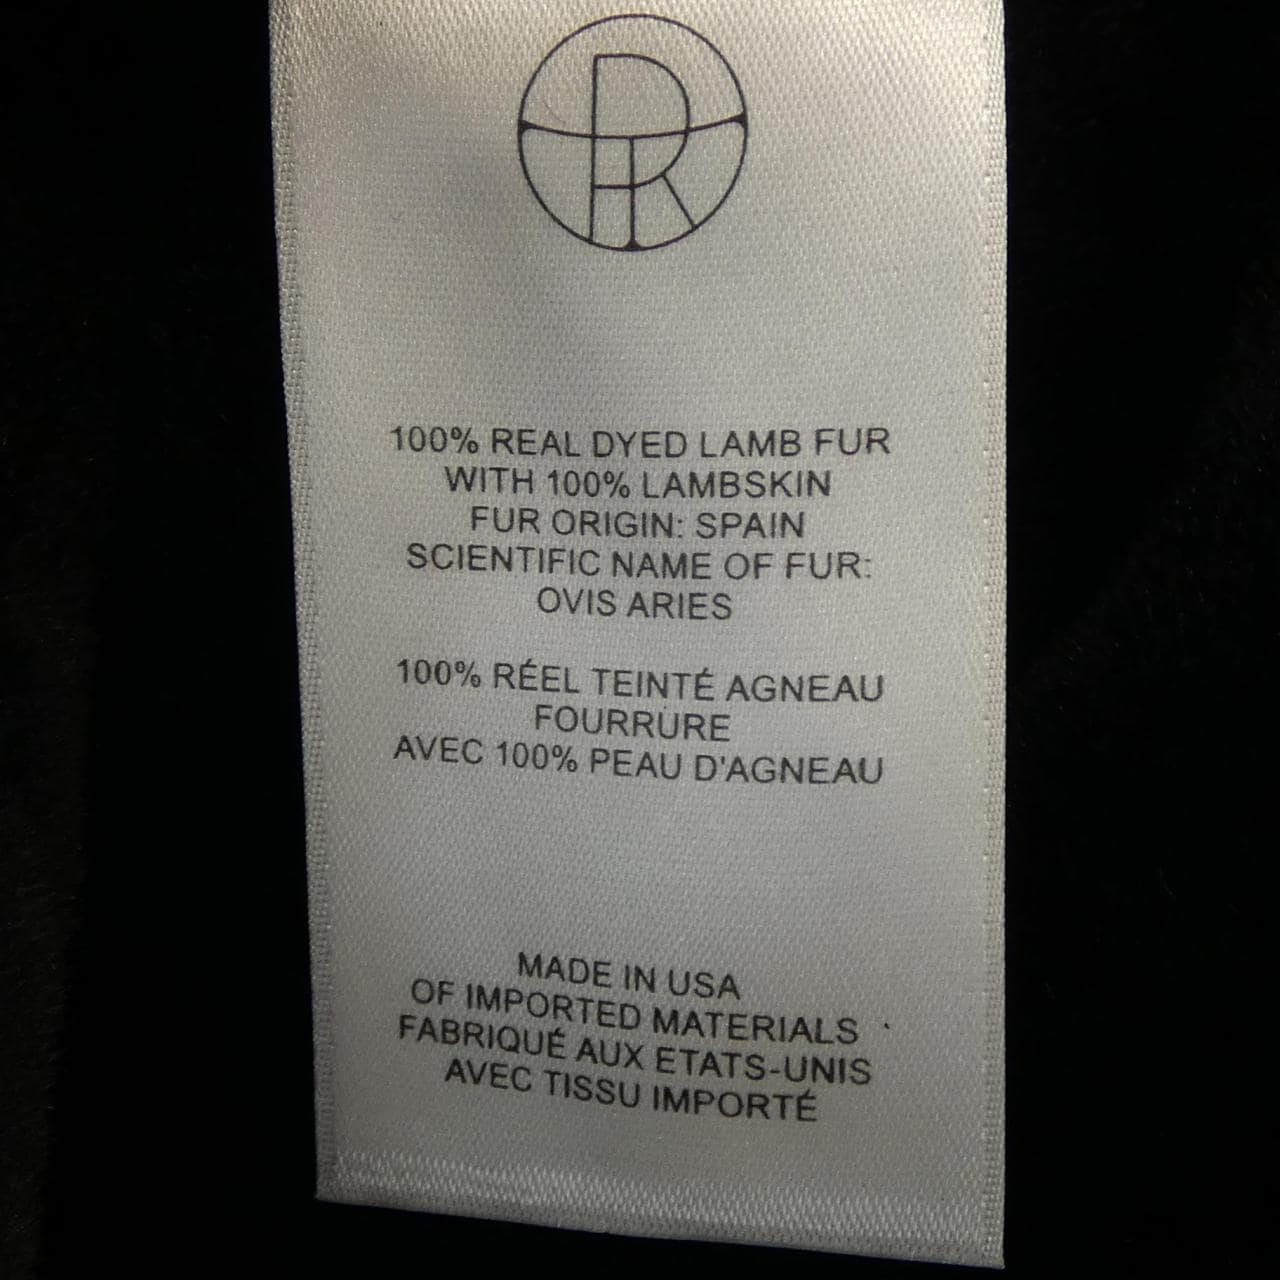 100% REAL DYED LAMB FUR
WITH 100% LAMBSKIN
FUR ORIGIN: SPAIN
SCIENTIFIC NAME OF FUR:
OVIS ARIES
100% RÉEL TEINTÉ AGNEAU
FOURRURE
AVEC 100% PEAU D'AGNEAU
MADE IN USA
OF IMPORTED MATERIALS
FABRIQUÉ AUX ETATS-UNIS
AVEC TISSU IMPORTÉ